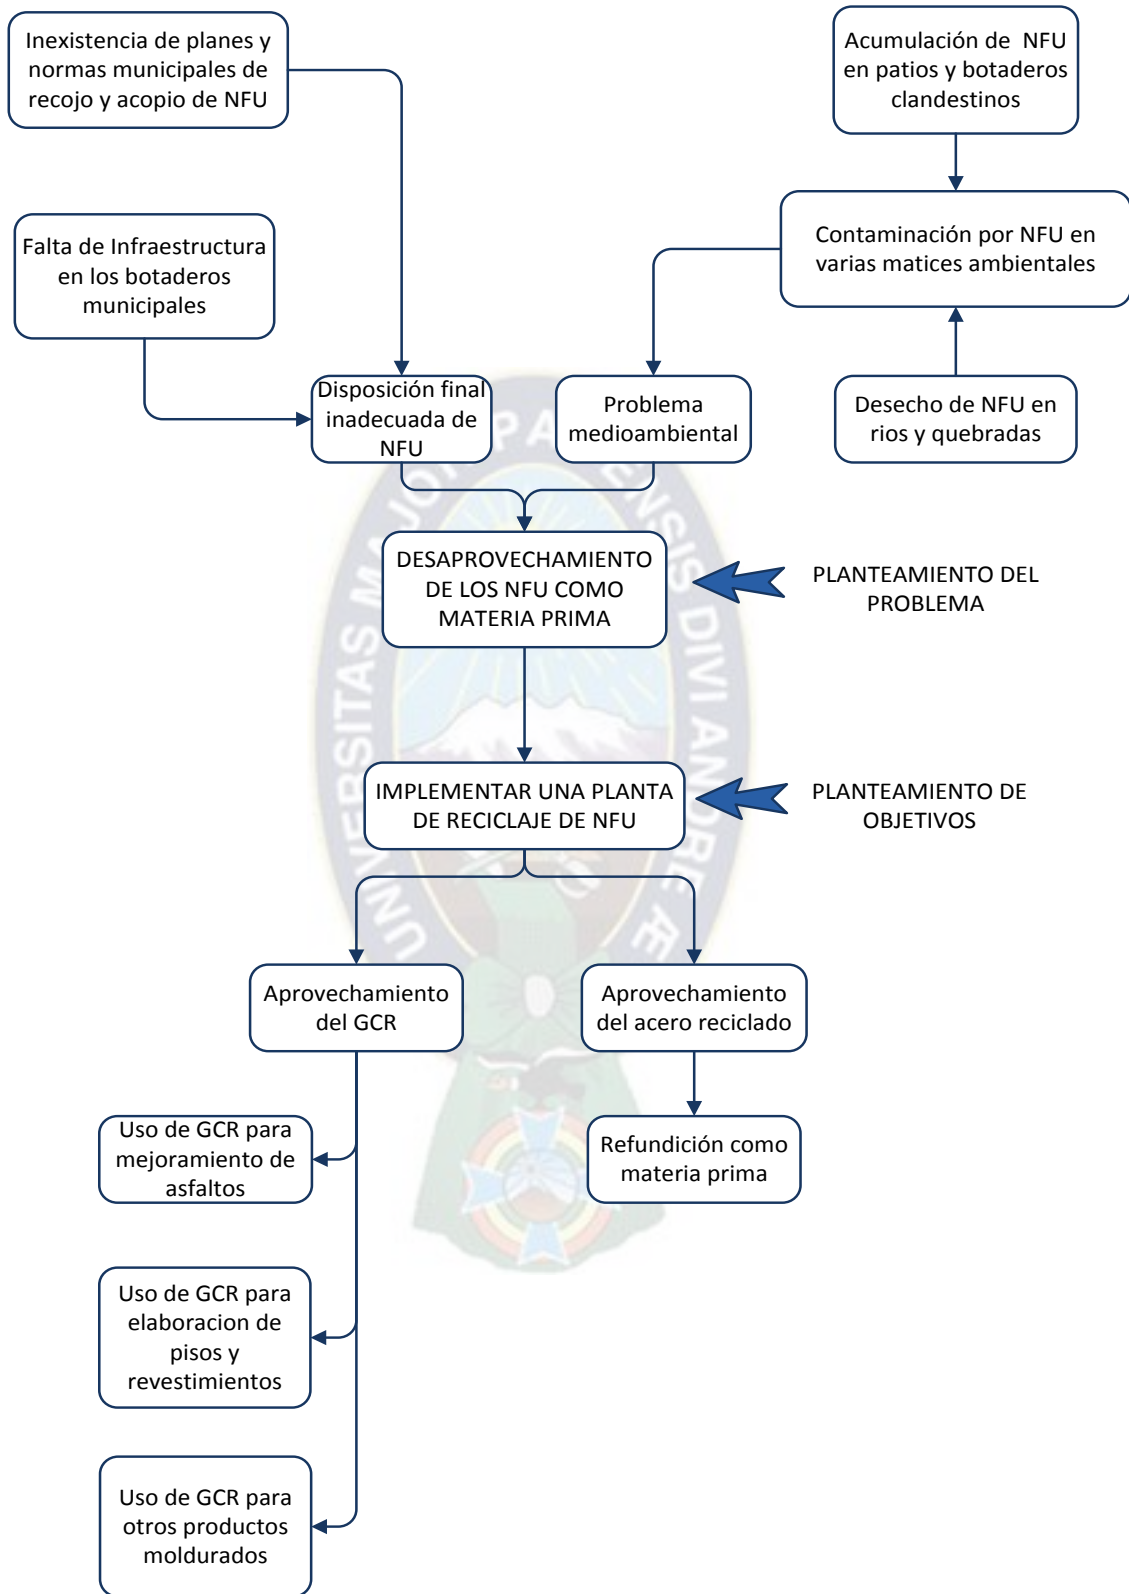 Inexistencia de planes y
normas municipales de
recojo y acopio de NFU
Acumulación de NFU
en patios y botaderos
clandestinos
Falta de Infraestructura
en los botaderos
municipales
Contaminación por NFU en
varias matices ambientales
Disposición final
inadecuada de
NFU
Problema
medioambiental
Desecho de NFU en
rios y quebradas
DESAPROVECHAMIENTO
DE LOS NFU COMO
MATERIA PRIMA
PLANTEAMIENTO DEL
PROBLEMA
IMPLEMENTAR UNA PLANTA
DE RECICLAJE DE NFU
PLANTEAMIENTO DE
OBJETIVOS
Aprovechamiento
del GCR
Aprovechamiento
del acero reciclado
Uso de GCR para
mejoramiento de
asfaltos
Refundición como
materia prima
Uso de GCR para
elaboracion de
pisos y
revestimientos
Uso de GCR para
otros productos
moldurados
UNIVERSITAS MAJOR PACENSIS DIVI ANDRE Æ